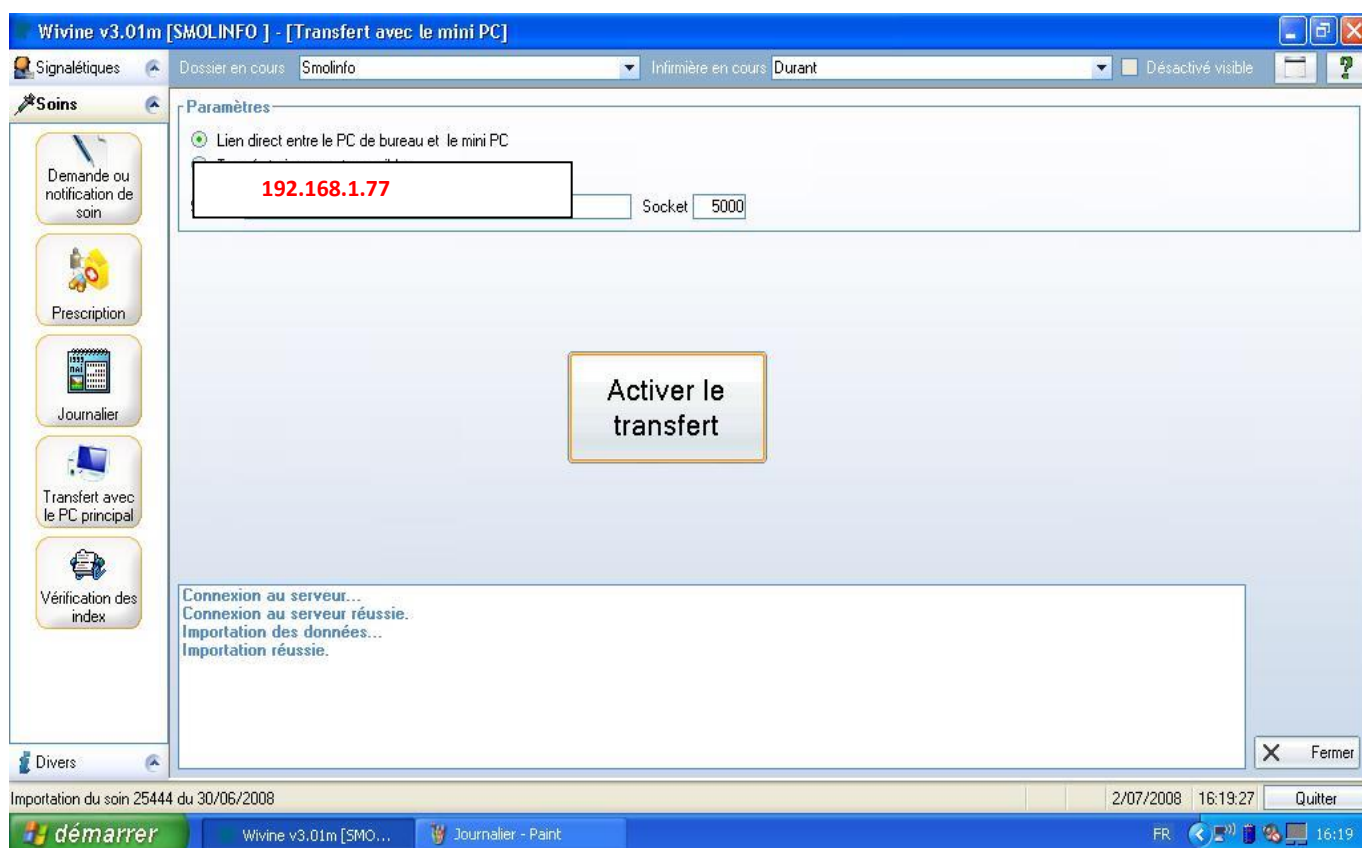 Wivine v3.01m [SMOLINFO ] - [Transfert avec le mini PC]
Signalétiques
Dossier en cours Smolinfo Infirmière en cours Durant Désactivé visible
Soins
Paramètres
Lien direct entre le PC de bureau et le mini PC
192.168.1.77
Socket 5000
Demande ou
notification de
soin
Prescription
Journalier
Transfert avec
le PC principal
Vérification des
index
Activer le
transfert
Connexion au serveur...
Connexion au serveur réussie.
Importation des données...
Importation réussie.
Divers
Fermer
Importation du soin 25444 du 30/06/2008 2/07/2008 16:19:27 Quitter
démarrer Wivine v3.01m [SMO... Journalier - Paint FR 16:19